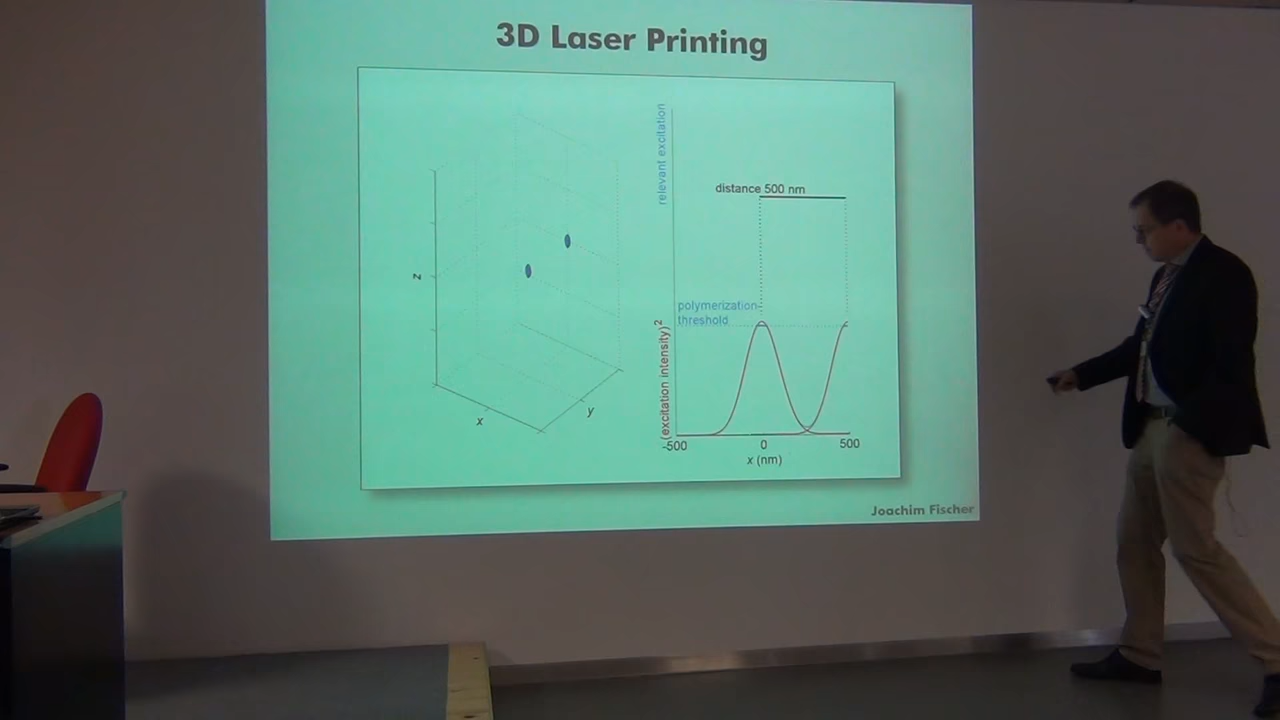 3D Laser Printing
relevant excitation
distance 500 nm
z
polymerization-
threshold
(excitation intensity)²
x
y
-500
0
500
x (nm)
Joachim Fischer